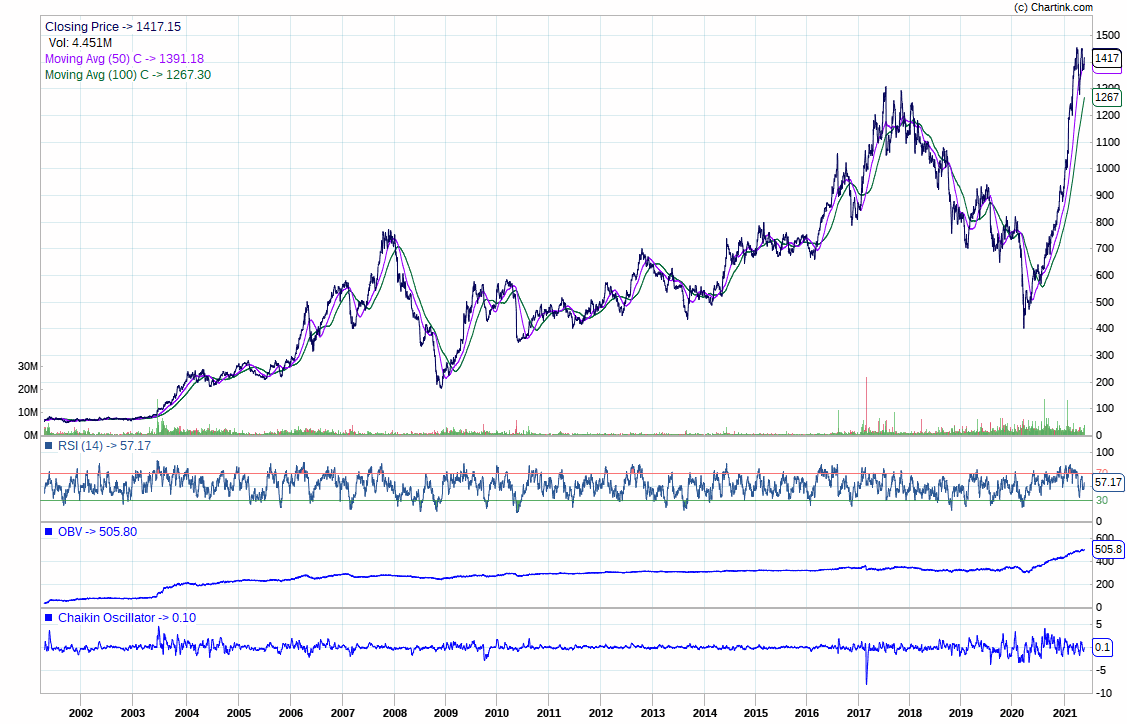 (c) Chartink.com
Closing Price -> 1417.15
Vol: 4.451M
Moving Avg (50) C -> 1391.18
Moving Avg (100) C -> 1267.30
1500
1417
1300
1267
1200
1100
1000
900
800
700
600
500
400
300
200
100
0
30M
20M
10M
0M
RSI (14) -> 57.17
100
70
57.17
30
0
OBV -> 505.80
600
505.8
400
200
0
Chaikin Oscillator -> 0.10
5
0.1
-5
-10
2002 2003 2004 2005 2006 2007 2008 2009 2010 2011 2012 2013 2014 2015 2016 2017 2018 2019 2020 2021